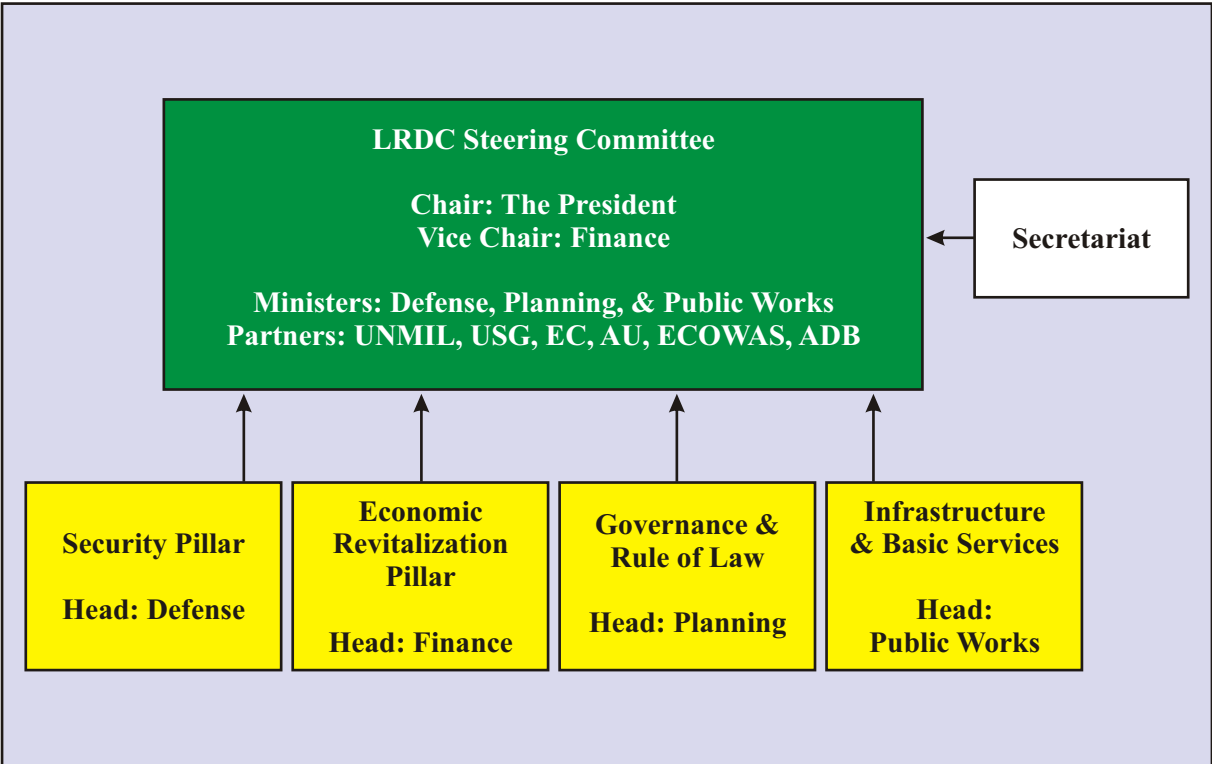 LRDC Steering Committee
Chair: The President
Vice Chair: Finance
Ministers: Defense, Planning, & Public Works
Partners: UNMIL, USG, EC, AU, ECOWAS, ADB
Secretariat
Security Pillar
Head: Defense
Economic
Revitalization
Pillar
Head: Finance
Governance &
Rule of Law
Head: Planning
Infrastructure
& Basic Services
Head:
Public Works